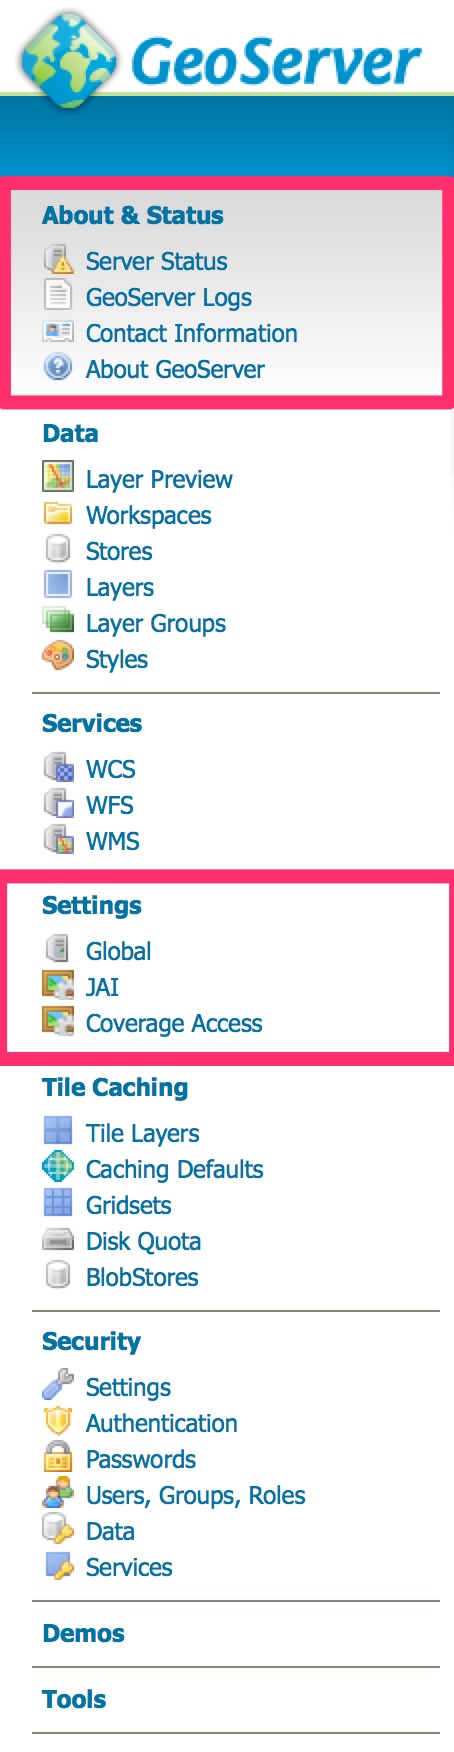 GeoServer
About & Status
Server Status
GeoServer Logs
Contact Information
About GeoServer
Data
Layer Preview
Workspaces
Stores
Layers
Layer Groups
Styles
Services
WCS
WFS
WMS
Settings
Global
JAI
Coverage Access
Tile Caching
Tile Layers
Caching Defaults
Gridsets
Disk Quota
BlobStores
Security
Settings
Authentication
Passwords
Users, Groups, Roles
Data
Services
Demos
Tools